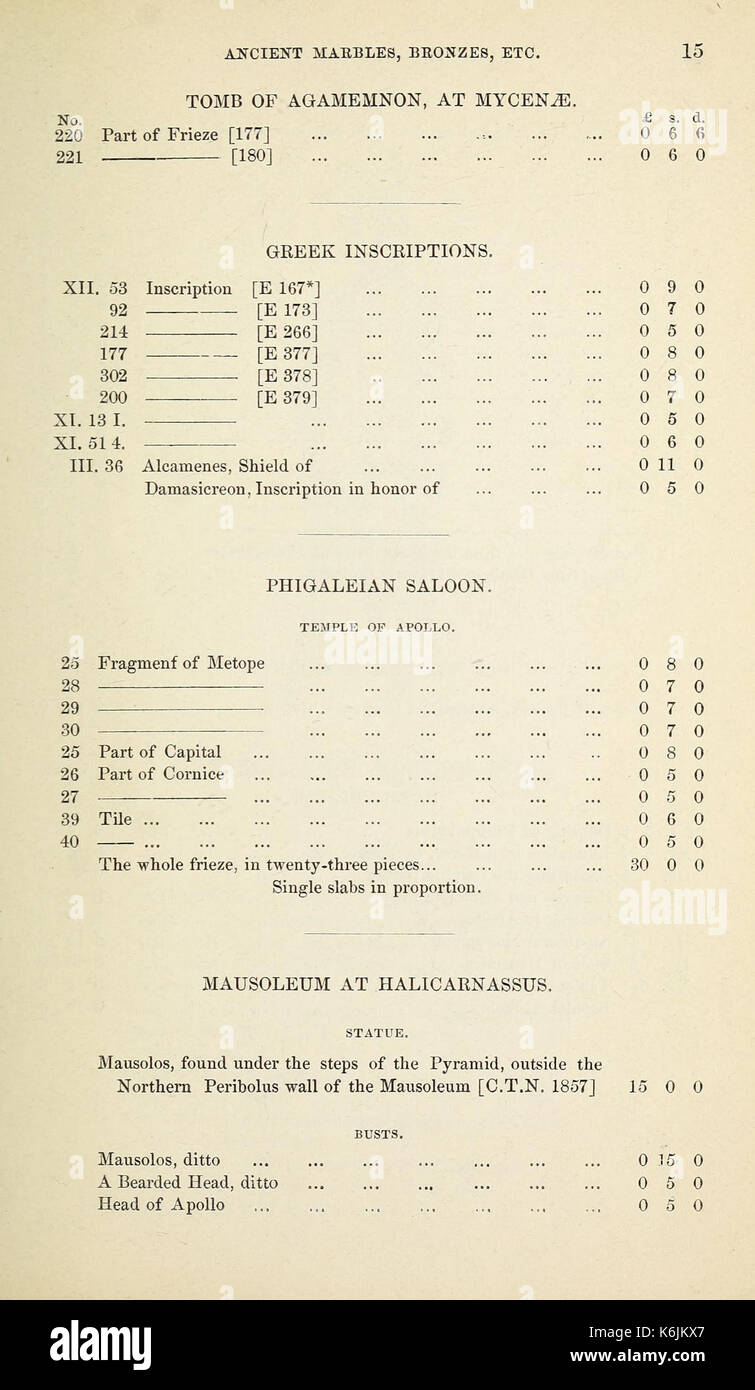 ANCIENT MARBLES, BRONZES, ETC. 15
TOMB OF AGAMEMNON, AT MYCENÆ.
No. £ s. d.
220 Part of Frieze [177] ... ... ... ... ... ... 0 6 6
221 ——— [180] ... ... ... ... ... ... 0 6 0
GREEK INSCRIPTIONS.
XII. 53 Inscription [E 167*] ... ... ... ... ... 0 9 0
92 ——— [E 173] ... ... ... ... ... 0 7 0
214 ——— [E 266] ... ... ... ... ... 0 5 0
177 ——— [E 377] ... ... ... ... ... 0 8 0
302 ——— [E 378] .. ... ... ... ... 0 8 0
200 ——— [E 379] ... ... ... ... ... 0 7 0
XI. 13 I. ——— ... ... ... ... ... ... 0 5 0
XI. 51 4. ——— ... ... ... ... ... ... 0 6 0
III. 36 Alcamenes, Shield of ... ... ... ... ... 0 11 0
Damasicreon, Inscription in honor of ... ... ... 0 5 0
PHIGALEIAN SALOON.
TEMPLE OF APOLLO.
25 Fragmenf of Metope ... ... ... ... ... ... 0 8 0
28 ——— ... ... ... ... ... ... 0 7 0
29 ——— ... ... ... ... ... ... 0 7 0
30 ——— ... ... ... ... ... ... 0 7 0
25 Part of Capital ... ... ... ... ... ... .. 0 8 0
26 Part of Cornice ... ... ... ... ... ... ... 0 5 0
27 ——— ... ... ... ... ... ... ... 0 5 0
39 Tile ... ... ... ... ... ... ... ... ... 0 6 0
40 —— ... ... ... ... ... ... ... ... ... 0 5 0
The whole frieze, in twenty-three pieces... ... ... ... 30 0 0
Single slabs in proportion.
MAUSOLEUM AT HALICARNASSUS.
STATUE.
Mausolos, found under the steps of the Pyramid, outside the
Northern Peribolus wall of the Mausoleum [C.T.N. 1857] 15 0 0
BUSTS.
Mausolos, ditto ... ... ... ... ... ... ... 0 15 0
A Bearded Head, ditto ... ... ... ... ... ... 0 5 0
Head of Apollo ... ... ... ... ... ... ... 0 5 0
alamy
a
Image ID: K6JKX7
www.alamy.com